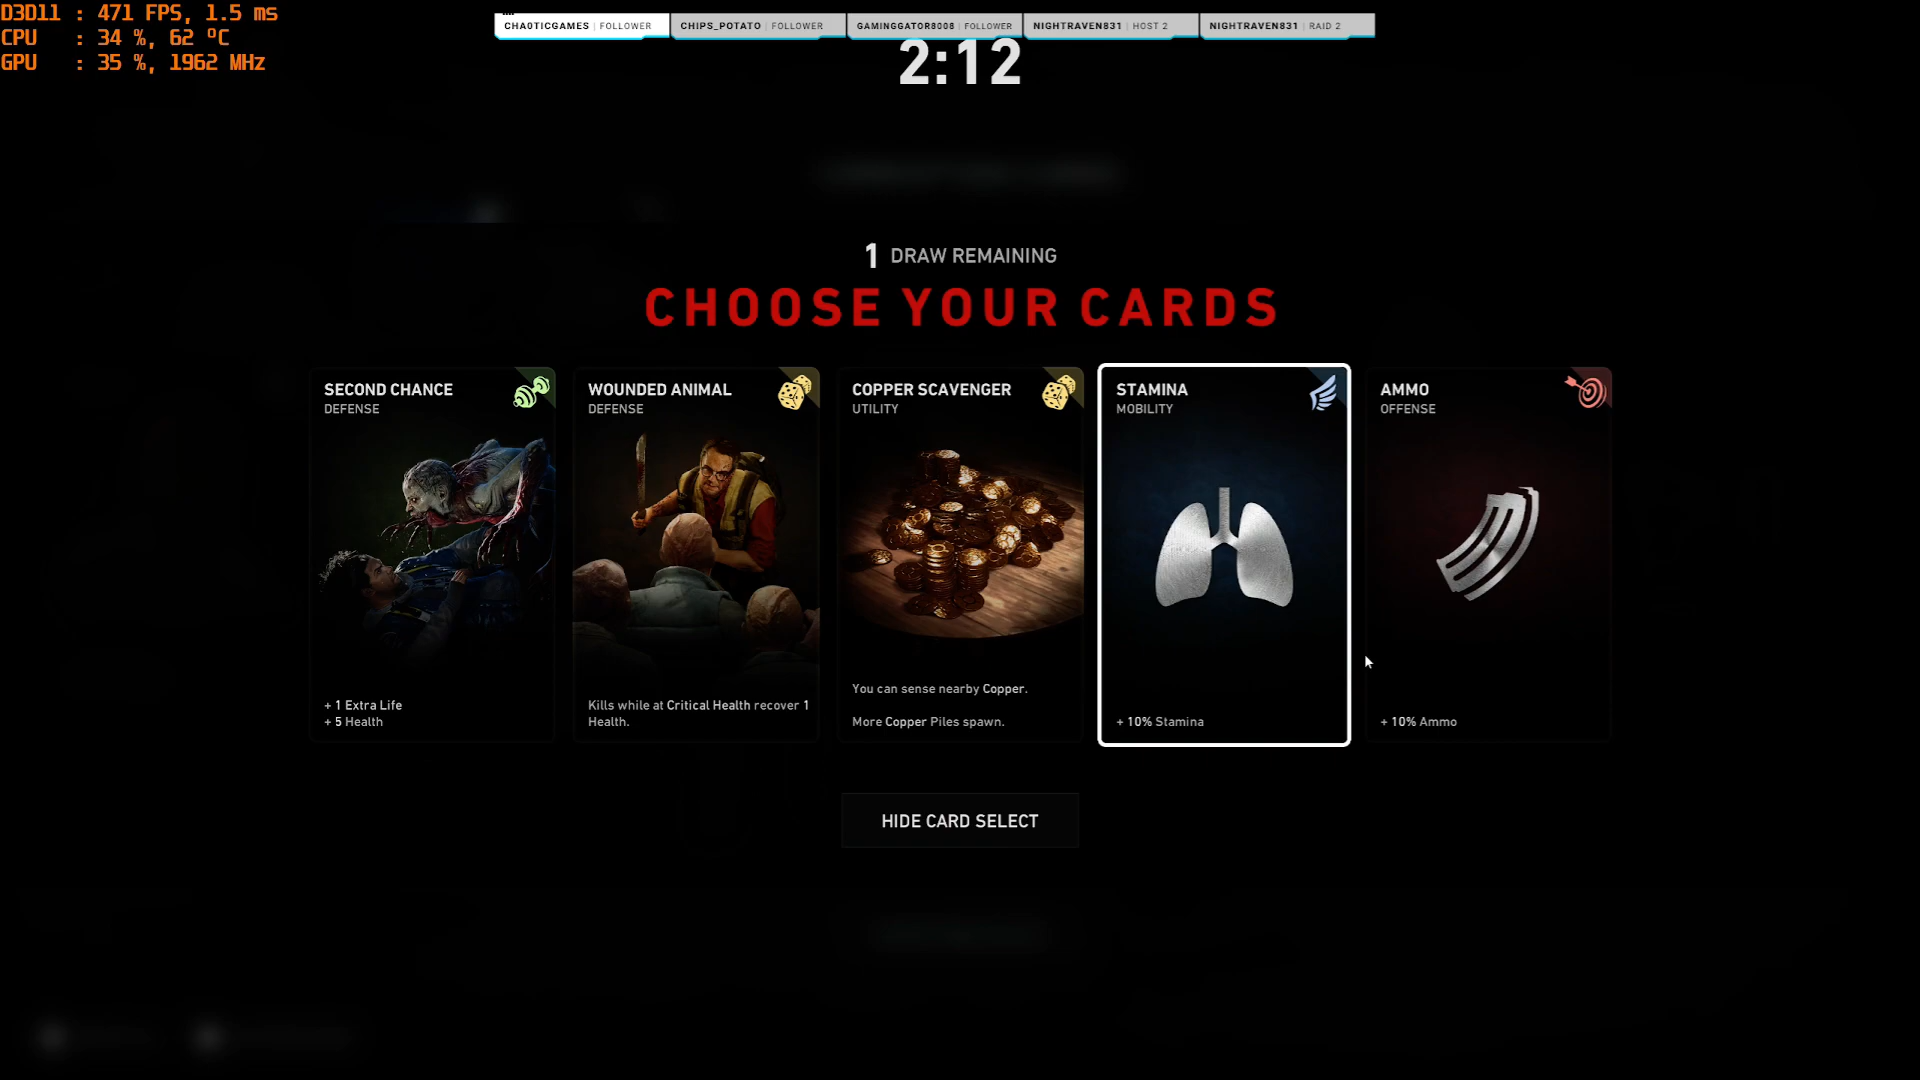 D3D11 : 471 FPS, 1.5 ms
CPU : 34 %, 62 ºC
GPU : 35 %, 1962 MHz
CHA0TICGAMES | FOLLOWER
CHIPS_POTATO | FOLLOWER
GAMINGGATOR8008 | FOLLOWER
NIGHTRAVEN831 | HOST 2
NIGHTRAVEN831 | RAID 2
2:12
1 DRAW REMAINING
CHOOSE YOUR CARDS
SECOND CHANCE
DEFENSE
+ 1 Extra Life
+ 5 Health
WOUNDED ANIMAL
DEFENSE
Kills while at Critical Health recover 1
Health.
COPPER SCAVENGER
UTILITY
You can sense nearby Copper.
More Copper Piles spawn.
STAMINA
MOBILITY
+ 10% Stamina
AMMO
OFFENSE
+ 10% Ammo
HIDE CARD SELECT